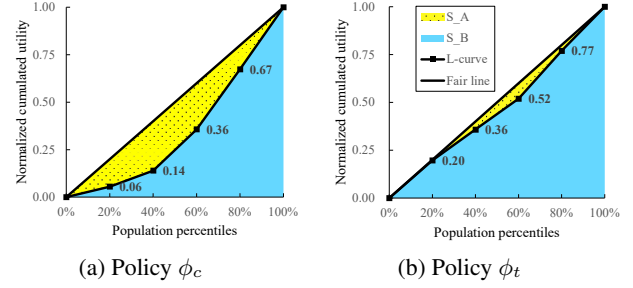 Normalized cumulated utility
1.00
0.75
0.50
0.25
0.00
0.06
0.14
0.36
0.67
0% 20% 40% 60% 80% 100%
Population percentiles
(a) Policy ϕc
Normalized cumulated utility
1.00
0.75
0.50
0.25
0.00
S_A
S_B
L-curve
Fair line
0.20
0.36
0.52
0.77
0% 20% 40% 60% 80% 100%
Population percentiles
(b) Policy ϕt